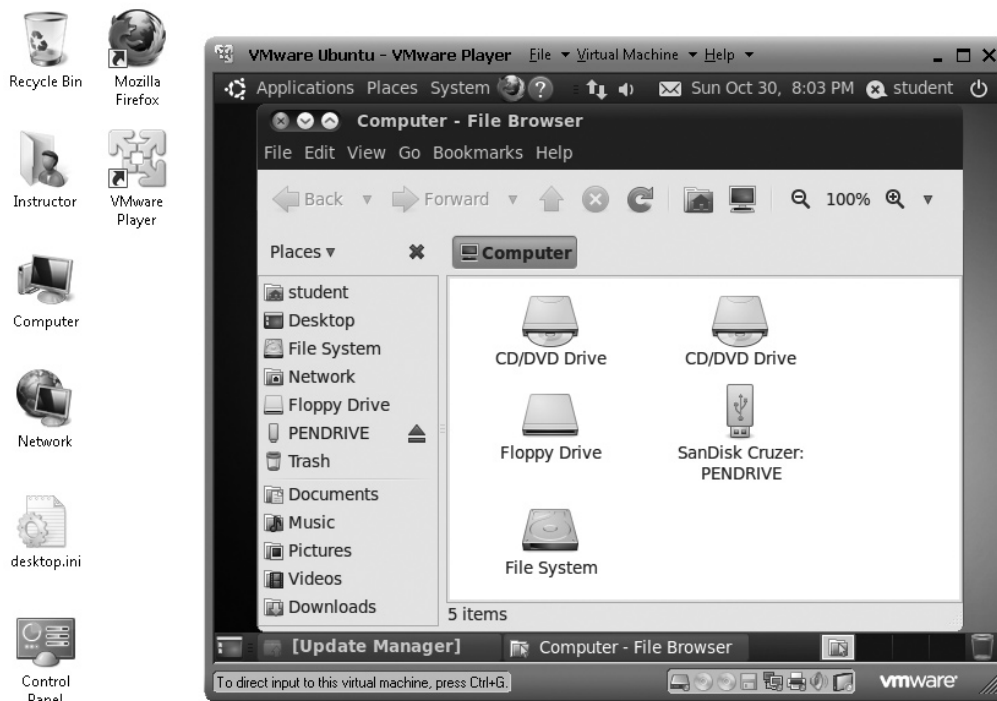 Recycle Bin
Mozilla
Firefox
Instructor
VMware
Player
Computer
Network
desktop.ini
Control
Panel
VMware Ubuntu - VMware Player File Virtual Machine Help
Applications Places System ? Sun Oct 30, 8:03 PM student
Computer - File Browser
File Edit View Go Bookmarks Help
Back Forward 100%
Places
Computer
student
Desktop
File System
Network
Floppy Drive
PENDRIVE
Trash
Documents
Music
Pictures
Videos
Downloads
CD/DVD Drive
CD/DVD Drive
Floppy Drive
SanDisk Cruzer:
PENDRIVE
File System
5 items
[Update Manager] Computer - File Browser
To direct input to this virtual machine, press Ctrl+G.
vmware